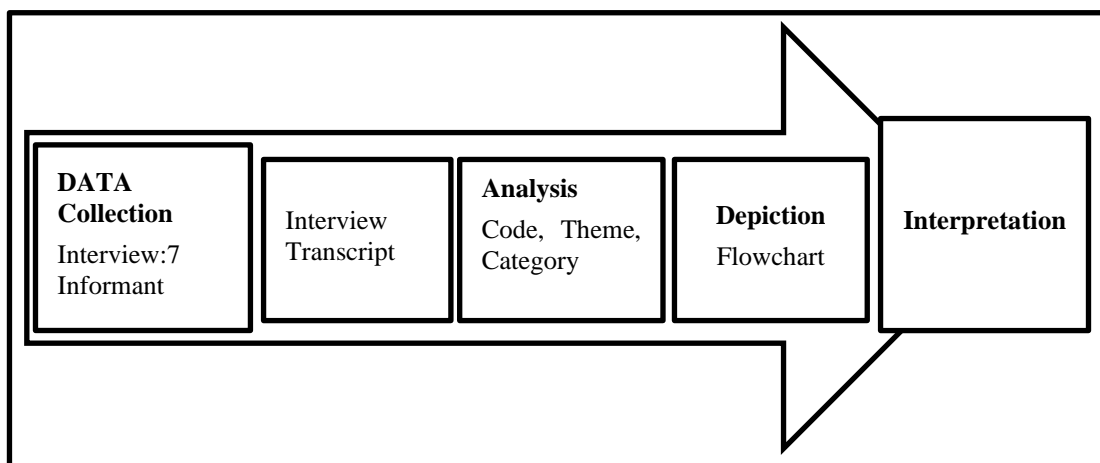 DATA
Collection
Interview:7
Informant
Interview
Transcript
Analysis
Code, Theme,
Category
Depiction
Flowchart
Interpretation